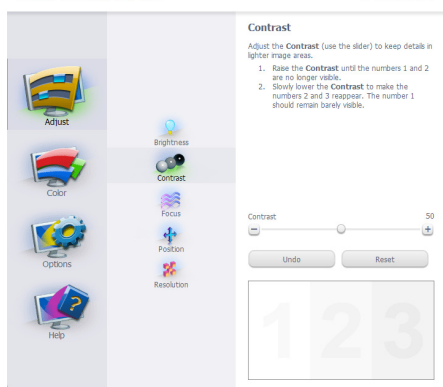 Contrast
Adjust the Contrast (use the slider) to keep details in
lighter image areas.
1. Raise the Contrast until the numbers 1 and 2
are no longer visible.
2. Slowly lower the Contrast to make the
numbers 2 and 3 reappear. The number 1
should remain barely visible.
Adjust
Color
Options
Help
Brightness
Contrast
Focus
Position
Resolution
Contrast 50
Undo Reset
1 2 3